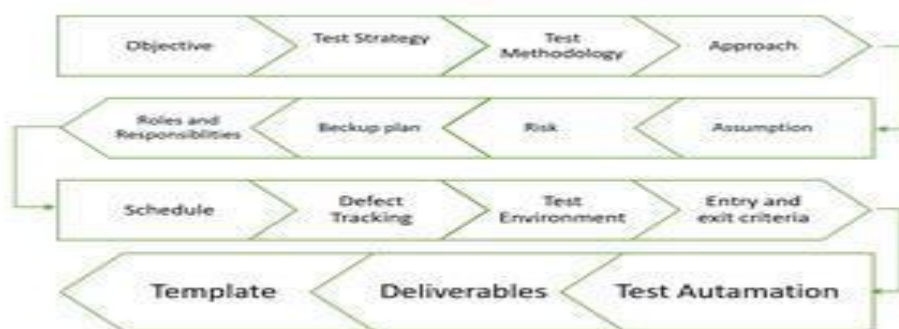 Objective
Test Strategy
Test
Methodology
Approach
Assumption
Risk
Beckup plan
Roles and
Responsiblities
Schedule
Defect
Tracking
Test
Environment
Entry and
exit criteria
Test Autamation
Deliverables
Template